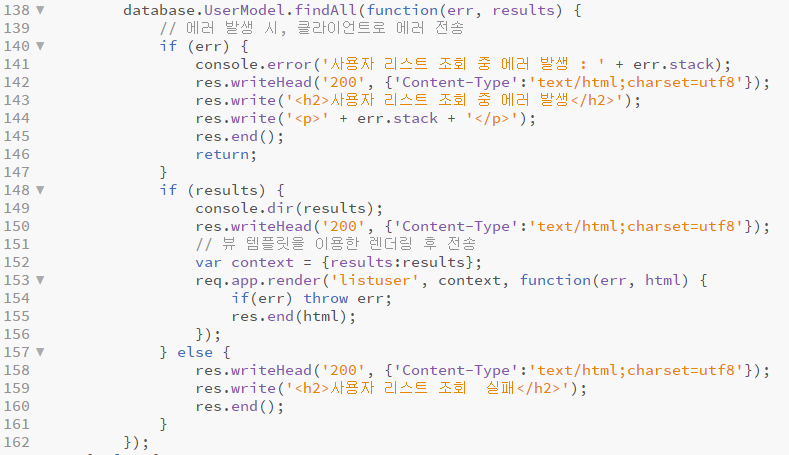 138 ▼ database.UserModel.findAll(function(err, results) {
139 // 에러 발생 시, 클라이언트로 에러 전송
140 ▼ if (err) {
141 console.error('사용자 리스트 조회 중 에러 발생 : ' + err.stack);
142 res.writeHead('200', {'Content-Type':'text/html;charset=utf8'});
143 res.write('<h2>사용자 리스트 조회 중 에러 발생</h2>');
144 res.write('<p>' + err.stack + '</p>');
145 res.end();
146 return;
147 }
148 ▼ if (results) {
149 console.dir(results);
150 res.writeHead('200', {'Content-Type':'text/html;charset=utf8'});
151 // 뷰 템플릿을 이용한 렌더링 후 전송
152 var context = {results:results};
153 ▼ req.app.render('listuser', context, function(err, html) {
154 if(err) throw err;
155 res.end(html);
156 });
157 ▼ } else {
158 res.writeHead('200', {'Content-Type':'text/html;charset=utf8'});
159 res.write('<h2>사용자 리스트 조회  실패</h2>');
160 res.end();
161 }
162 });